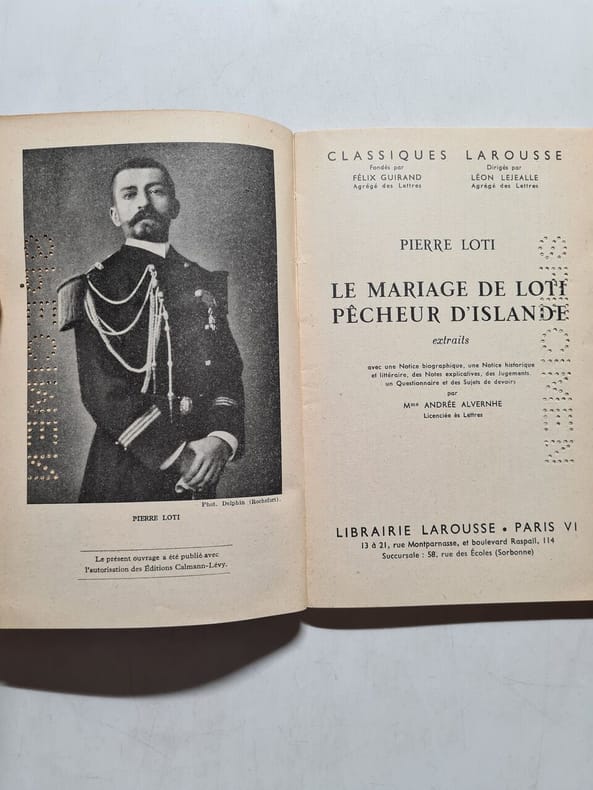 Phot. Delphin (Rochefort).
PIERRE LOTI
Le présent ouvrage a été publié avec
l'autorisation des Éditions Calmann-Lévy.
CLASSIQUES LAROUSSE
Fondés par
FÉLIX GUIRAND
Agrégé des Lettres
Dirigés par
LÉON LEJEALLE
Agrégé des Lettres
PIERRE LOTI
LE MARIAGE DE LOTI
PÊCHEUR D'ISLANDE
extraits
avec une Notice biographique, une Notice historique
et littéraire, des Notes explicatives, des Jugements,
un Questionnaire et des Sujets de devoirs
par
Mme ANDRÉE ALVERNHE
Licenciée ès Lettres
SPECIMEN
LIBRAIRIE LAROUSSE • PARIS VI
13 à 21, rue Montparnasse, et boulevard Raspail, 114
Succursale : 58, rue des Écoles (Sorbonne)